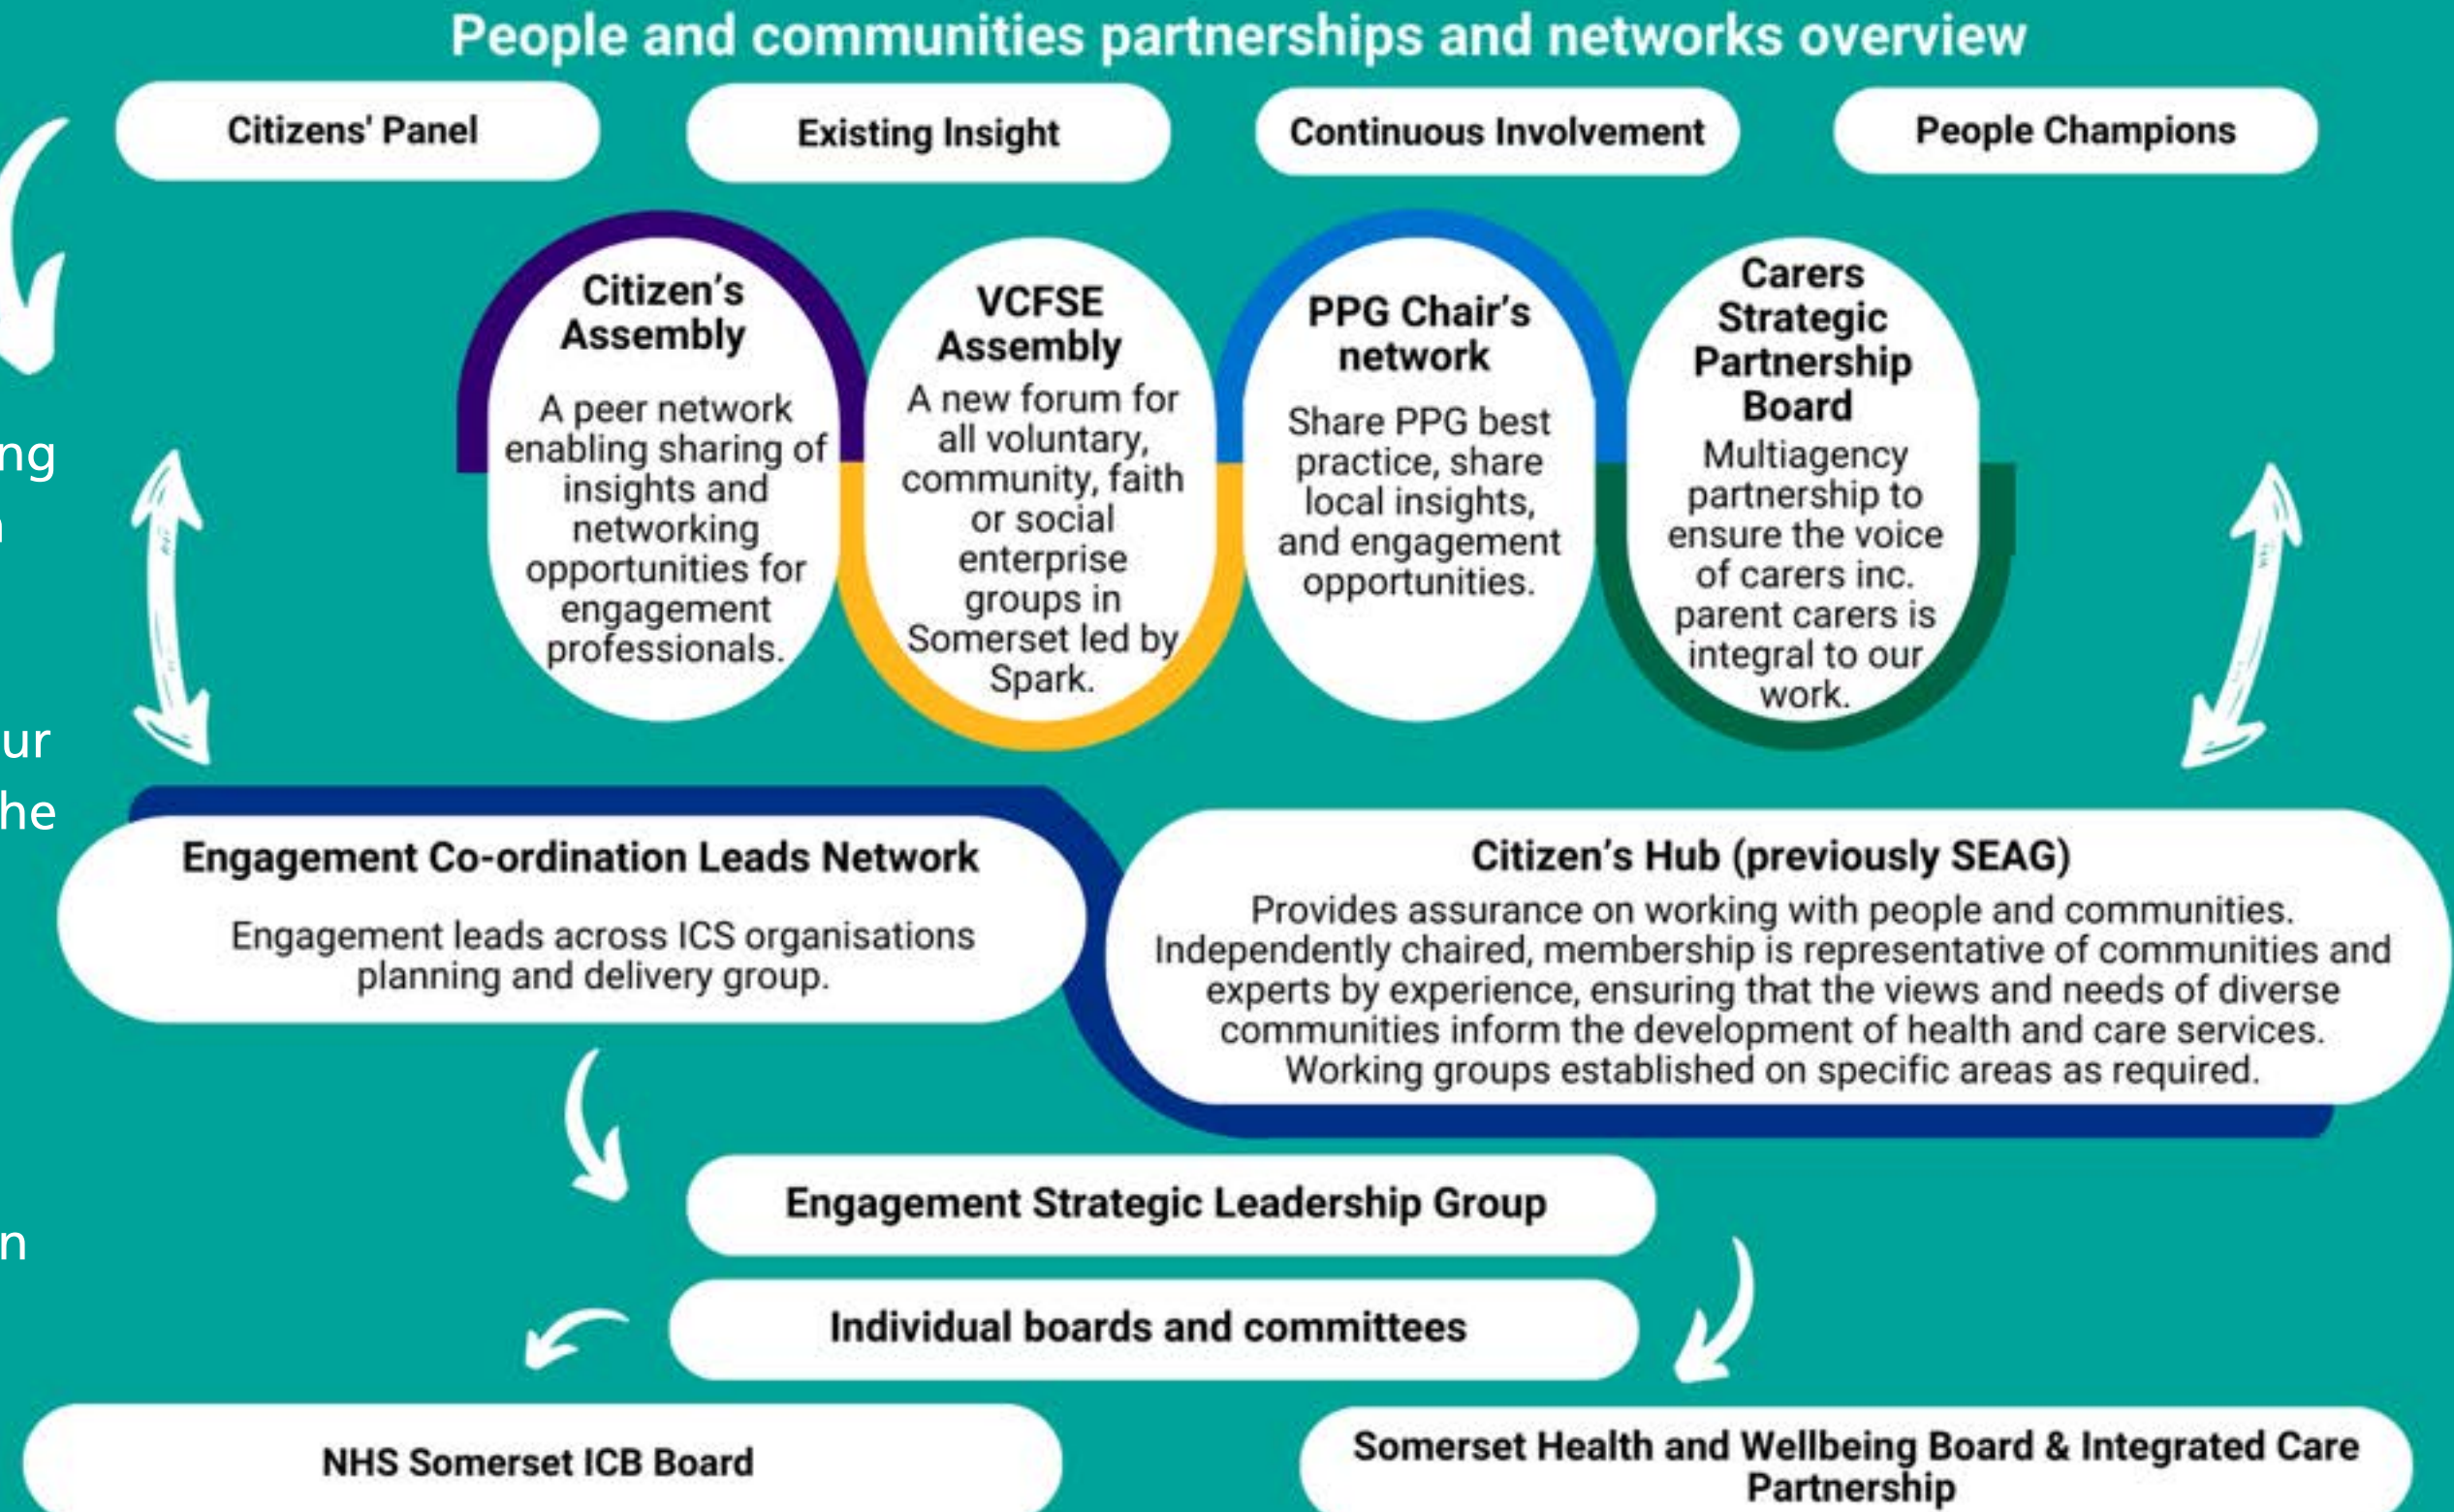 People and communities partnerships and networks overview
Citizens' Panel
Existing Insight
Continuous Involvement
People Champions
Citizen’s
Assembly
A peer network
enabling sharing of
insights and
networking
opportunities for
engagement
professionals.
VCFSE
Assembly
A new forum for
all voluntary,
community, faith
or social
enterprise
groups in
Somerset led by
Spark.
PPG Chair’s
network
Share PPG best
practice, share
local insights,
and engagement
opportunities.
Carers
Strategic
Partnership
Board
Multiagency
partnership to
ensure the voice
of carers inc.
parent carers is
integral to our
work.
Engagement Co-ordination Leads Network
Engagement leads across ICS organisations
planning and delivery group.
Citizen’s Hub (previously SEAG)
Provides assurance on working with people and communities.
Independently chaired, membership is representative of communities and
experts by experience, ensuring that the views and needs of diverse
communities inform the development of health and care services.
Working groups established on specific areas as required.
Engagement Strategic Leadership Group
Individual boards and committees
NHS Somerset ICB Board
Somerset Health and Wellbeing Board & Integrated Care
Partnership